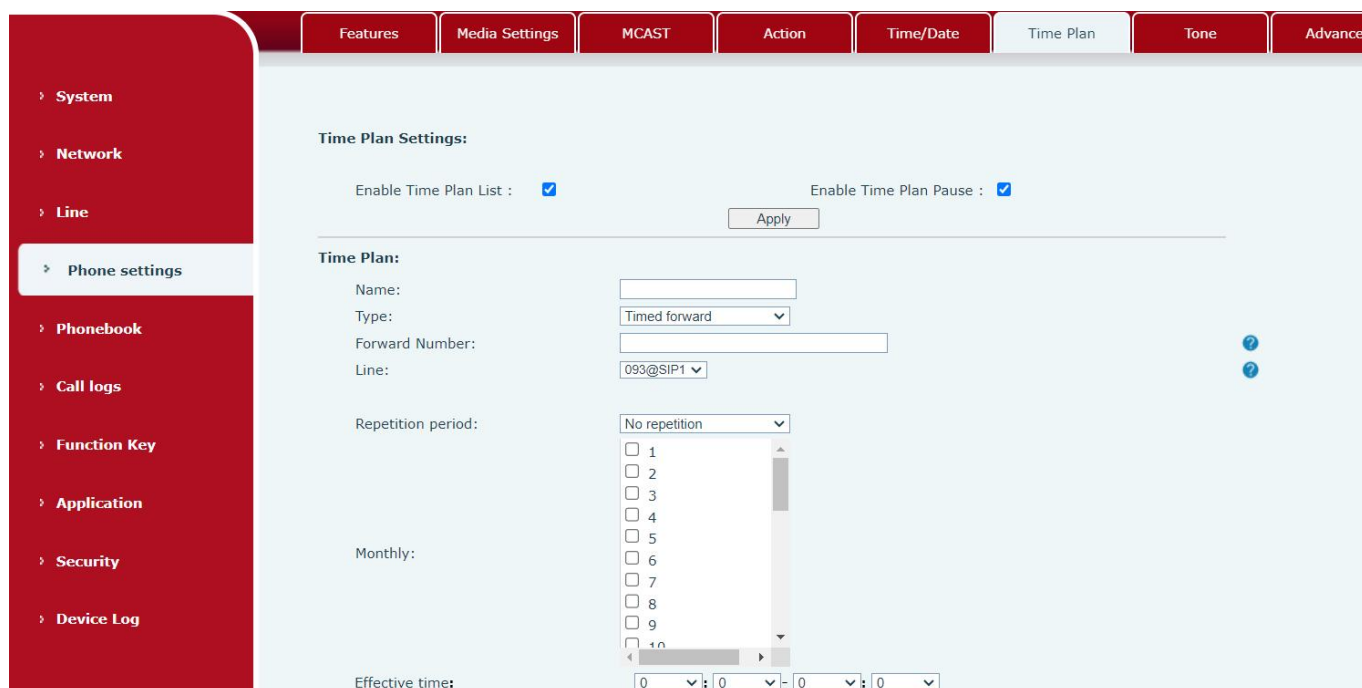 Features Media Settings MCAST Action Time/Date Time Plan Tone Advance
System
Network
Line
Phone settings
Phonebook
Call logs
Function Key
Application
Security
Device Log
Time Plan Settings:
Enable Time Plan List : Enable Time Plan Pause :
Apply
Time Plan:
Name:
Type: Timed forward
Forward Number:
Line: 093@SIP1
Repetition period: No repetition
Monthly:
1
2
3
4
5
6
7
8
9
10
Effective time: 0 : 0 - 0 : 0